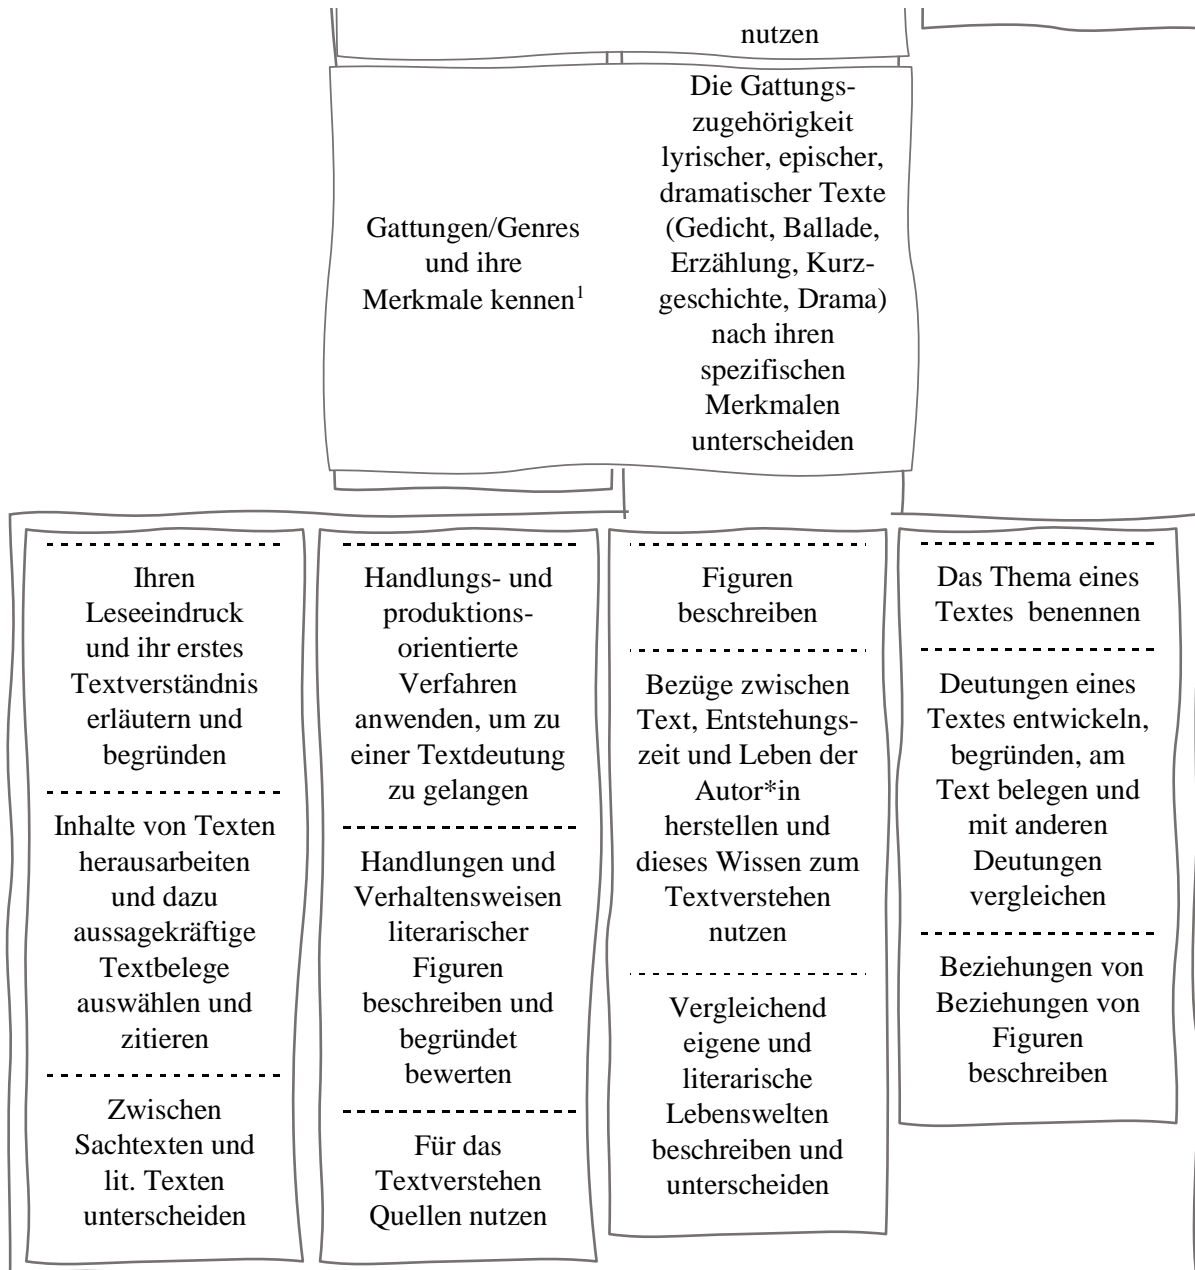 nutzen
Gattungen/Genres
und ihre
Merkmale kennen¹
Die Gattungs-
zugehörigkeit
lyrischer, epischer,
dramatischer Texte
(Gedicht, Ballade,
Erzählung, Kurz-
geschichte, Drama)
nach ihren
spezifischen
Merkmalen
unterscheiden
Ihren
Leseeindruck
und ihr erstes
Textverständnis
erläutern und
begründen
Inhalte von Texten
herausarbeiten
und dazu
aussagekräftige
Textbelege
auswählen und
zitieren
Zwischen
Sachtexten und
lit. Texten
unterscheiden
Handlungs- und
produktions-
orientierte
Verfahren
anwenden, um zu
einer Textdeutung
zu gelangen
Handlungen und
Verhaltensweisen
literarischer
Figuren
beschreiben und
begründet
bewerten
Für das
Textverstehen
Quellen nutzen
Figuren
beschreiben
Bezüge zwischen
Text, Entstehungs-
zeit und Leben der
Autor*in
herstellen und
dieses Wissen zum
Textverstehen
nutzen
Vergleichend
eigene und
literarische
Lebenswelten
beschreiben und
unterscheiden
Das Thema eines
Textes  benennen
Deutungen eines
Textes entwickeln,
begründen, am
Text belegen und
mit anderen
Deutungen
vergleichen
Beziehungen von
Beziehungen von
Figuren
beschreiben